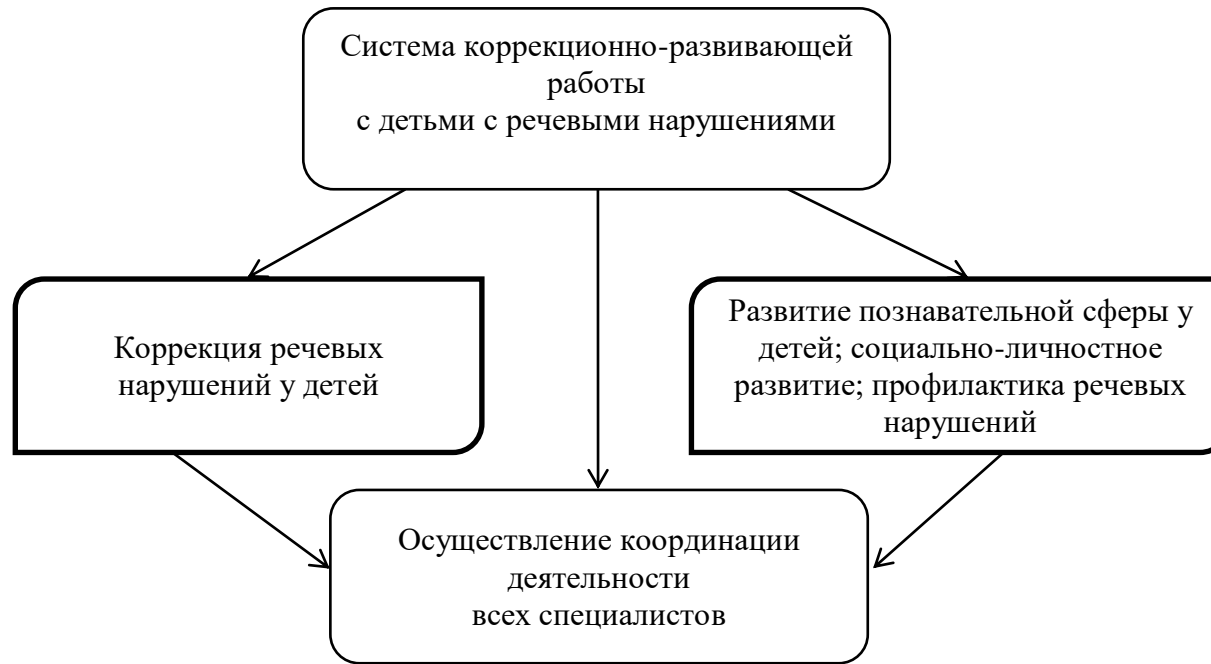 Система коррекционно-развивающей
работы
с детьми с речевыми нарушениями
Коррекция речевых
нарушений у детей
Развитие познавательной сферы у
детей; социально-личностное
развитие; профилактика речевых
нарушений
Осуществление координации
деятельности
всех специалистов